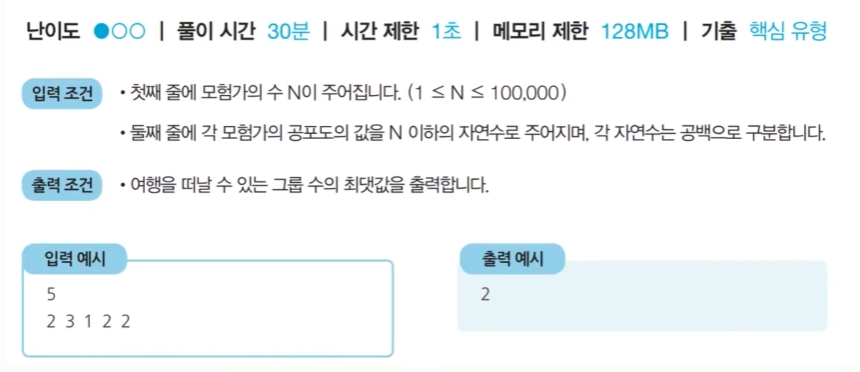 난이도 ●○○ | 풀이 시간 30분 | 시간 제한 1초 | 메모리 제한 128MB | 기출 핵심 유형
입력 조건 • 첫째 줄에 모험가의 수 N이 주어집니다. (1 ≤ N ≤ 100,000)
• 둘째 줄에 각 모험가의 공포도의 값을 N 이하의 자연수로 주어지며, 각 자연수는 공백으로 구분합니다.
출력 조건 • 여행을 떠날 수 있는 그룹 수의 최댓값을 출력합니다.
입력 예시
5
2 3 1 2 2
출력 예시
2